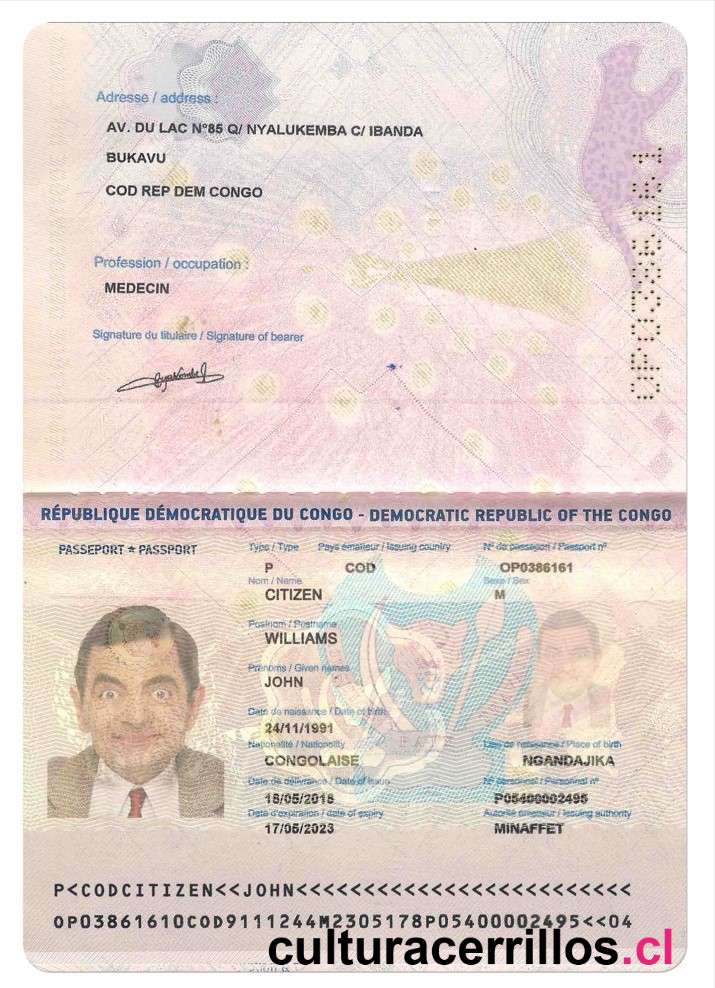 Adresse / address :
AV. DU LAC N°85 Q/ NYALUKEMBA C/ IBANDA
BUKAVU
COD REP DEM CONGO
Profession / occupation :
MEDECIN
Signature du titulaire / Signature of bearer
OP0386161
RÉPUBLIQUE DÉMOCRATIQUE DU CONGO - DEMOCRATIC REPUBLIC OF THE CONGO
PASSEPORT ★ PASSPORT
Type / Type Pays émetteur / Issuing country N° de passeport / Passport n°
P COD OP0386161
Nom / Name Sexe / Sex
CITIZEN M
Postnom / Postname
WILLIAMS
Prénoms / Given names
JOHN
Date de naissance / Date of birth
24/11/1991
Nationalité / Nationality Lieu de naissance / Place of birth
CONGOLAISE NGANDAJIKA
Date de délivrance / Date of issue N° personnel / Personnal n°
18/05/2018 P05400002495
Date d'expiration / date of expiry Autorité émetteur / Issuing authority
17/05/2023 MINAFFET
P<CODCITIZEN<<JOHN<<<<<<<<<<<<<<<<<<<<<<<<<<
OP03861610COD9111244M2305178P05400002495<<04
culturacerrillos.cl